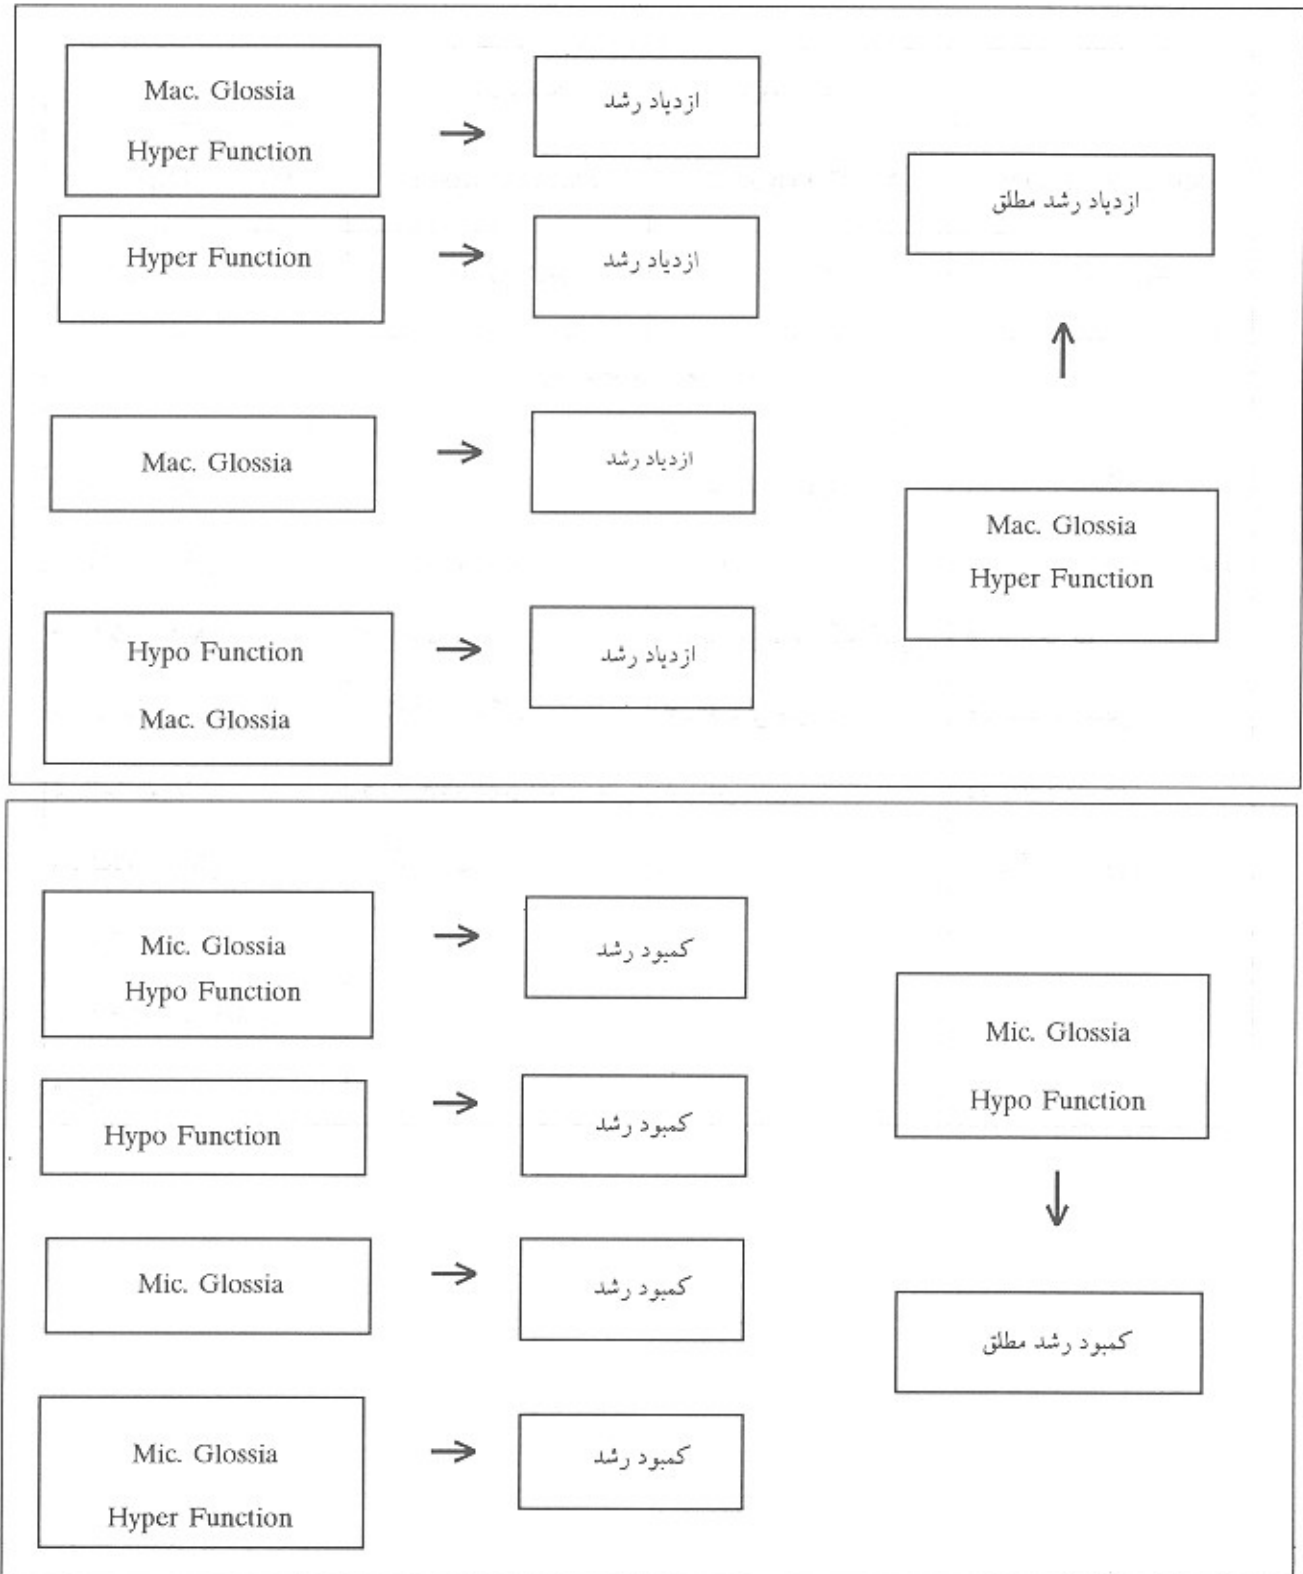 Mac. Glossia
Hyper Function
ازدیاد رشد
Hyper Function
ازدیاد رشد
ازدیاد رشد مطلق
Mac. Glossia
ازدیاد رشد
Mac. Glossia
Hyper Function
Hypo Function
Mac. Glossia
ازدیاد رشد
Mic. Glossia
Hypo Function
کمبود رشد
Mic. Glossia
Hypo Function
Hypo Function
کمبود رشد
Mic. Glossia
کمبود رشد
کمبود رشد مطلق
Mic. Glossia
Hyper Function
کمبود رشد